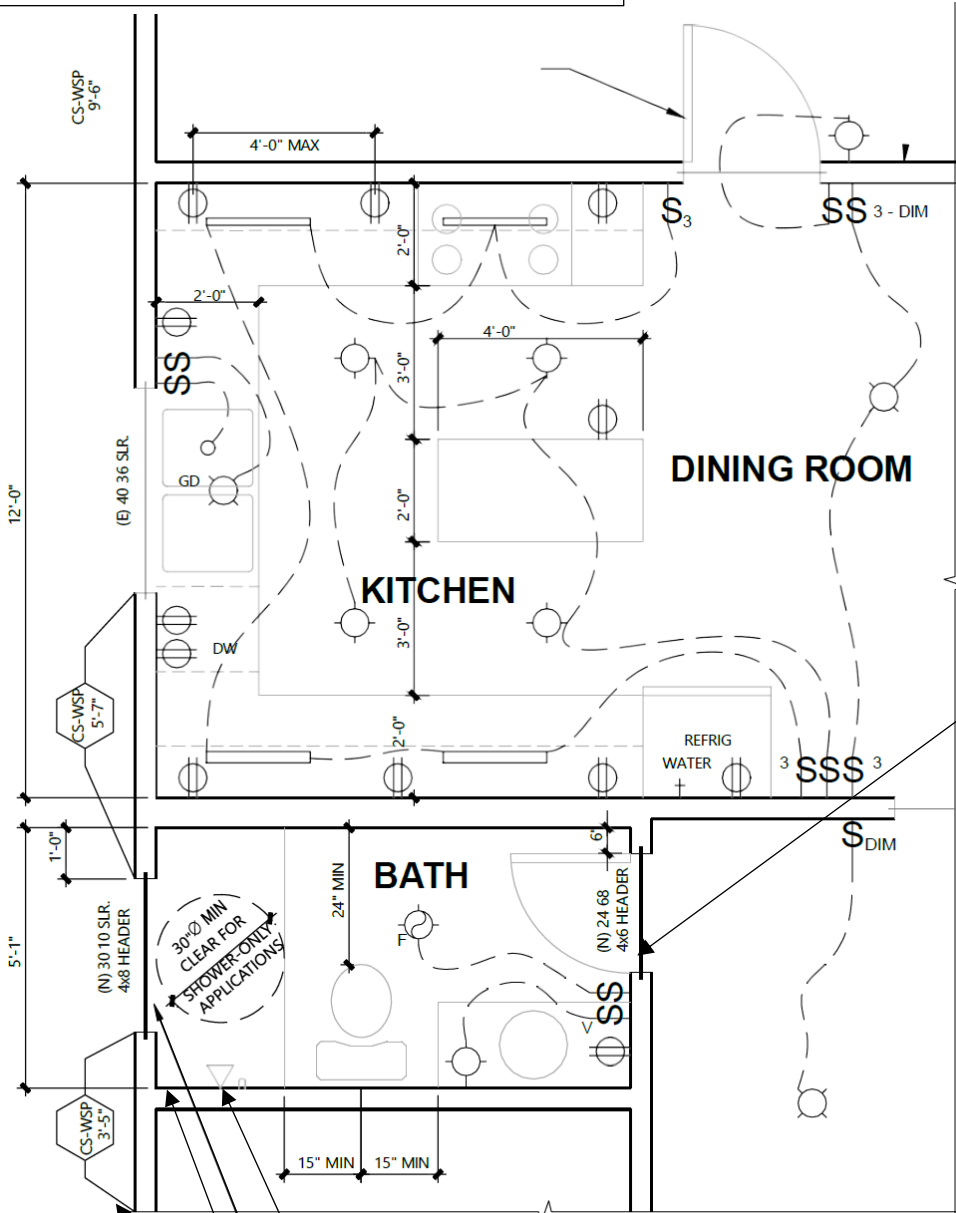 CS-WSP
9'-6"
4'-0" MAX
S3
SS 3 - DIM
2'-0"
2'-0"
SS
4'-0"
3'-0"
(E) 40 36 SLR.
GD
DINING ROOM
12'-0"
2'-0"
KITCHEN
3'-0"
DW
CS-WSP
5'-7"
2'-0"
REFRIG
WATER
3 SSS 3
SDIM
1'-0"
6"
BATH
24" MIN
(N) 24 68
4x6 HEADER
30"Ø MIN
CLEAR FOR
SHOWER-ONLY
APPLICATIONS
F
(N) 30 10 SLR.
4x8 HEADER
5'-1"
SS
V
CS-WSP
3'-5"
15" MIN
15" MIN